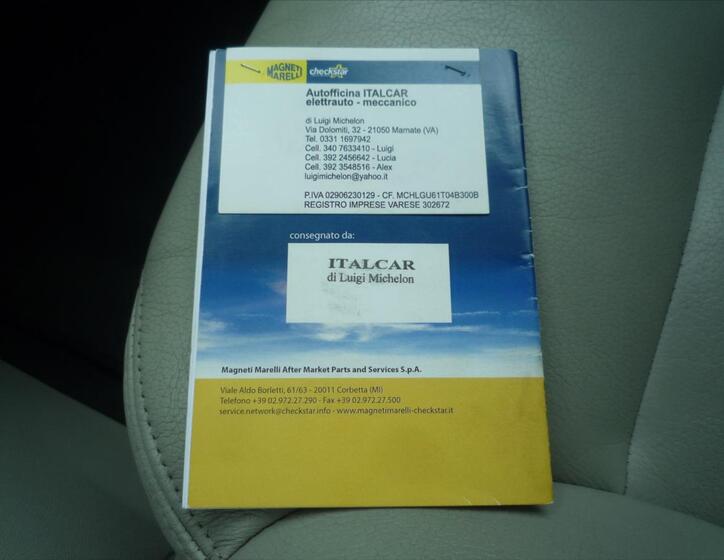 MAGNETI
MARELLI
checkstar
Autofficina ITALCAR
elettrauto - meccanico
di Luigi Michelon
Via Dolomiti, 32 - 21050 Marnate (VA)
Tel. 0331 1697942
Cell. 340 7633410 - Luigi
Cell. 392 2456642 - Lucia
Cell. 392 3548516 - Alex
luigimichelon@yahoo.it
P.IVA 02906230129 - CF. MCHLGU61T04B300B
REGISTRO IMPRESE VARESE 302672
consegnato da:
ITALCAR
di Luigi Michelon
Magneti Marelli After Market Parts and Services S.p.A.
Viale Aldo Borletti, 61/63 - 20011 Corbetta (MI)
Telefono +39 02.972.27.290 - Fax +39 02.972.27.500
service.network@checkstar.info - www.magnetimarelli-checkstar.it